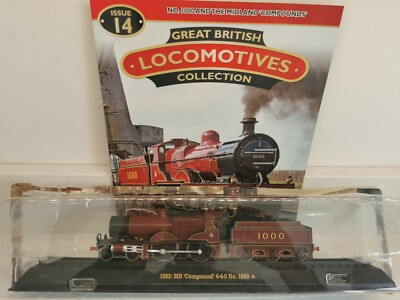 NO. 1000 AND THE MIDLAND 'COMPOUNDS'
ISSUE
14
GREAT BRITISH
LOCOMOTIVES
COLLECTION
1000
1000
1902: MR 'Compound' 4-4-0 No. 1000